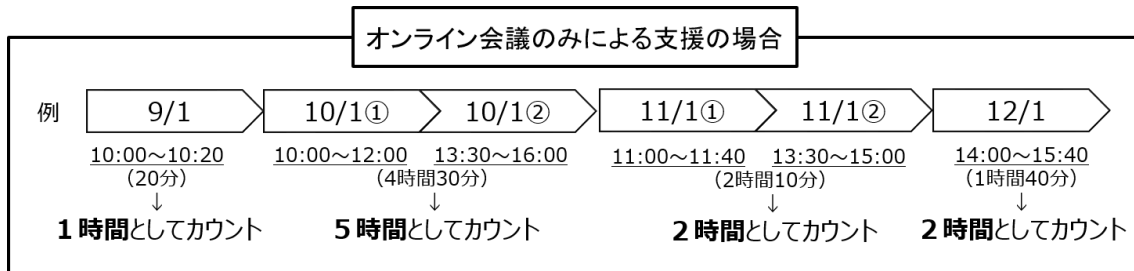 オンライン会議のみによる支援の場合
例 9/1 10/1① 10/1② 11/1① 11/1② 12/1
10:00～10:20 10:00～12:00 13:30～16:00 11:00～11:40 13:30～15:00 14:00～15:40
(20分) (4時間30分) (2時間10分) (1時間40分)
↓ ↓ ↓ ↓
1時間としてカウント 5時間としてカウント 2時間としてカウント 2時間としてカウント